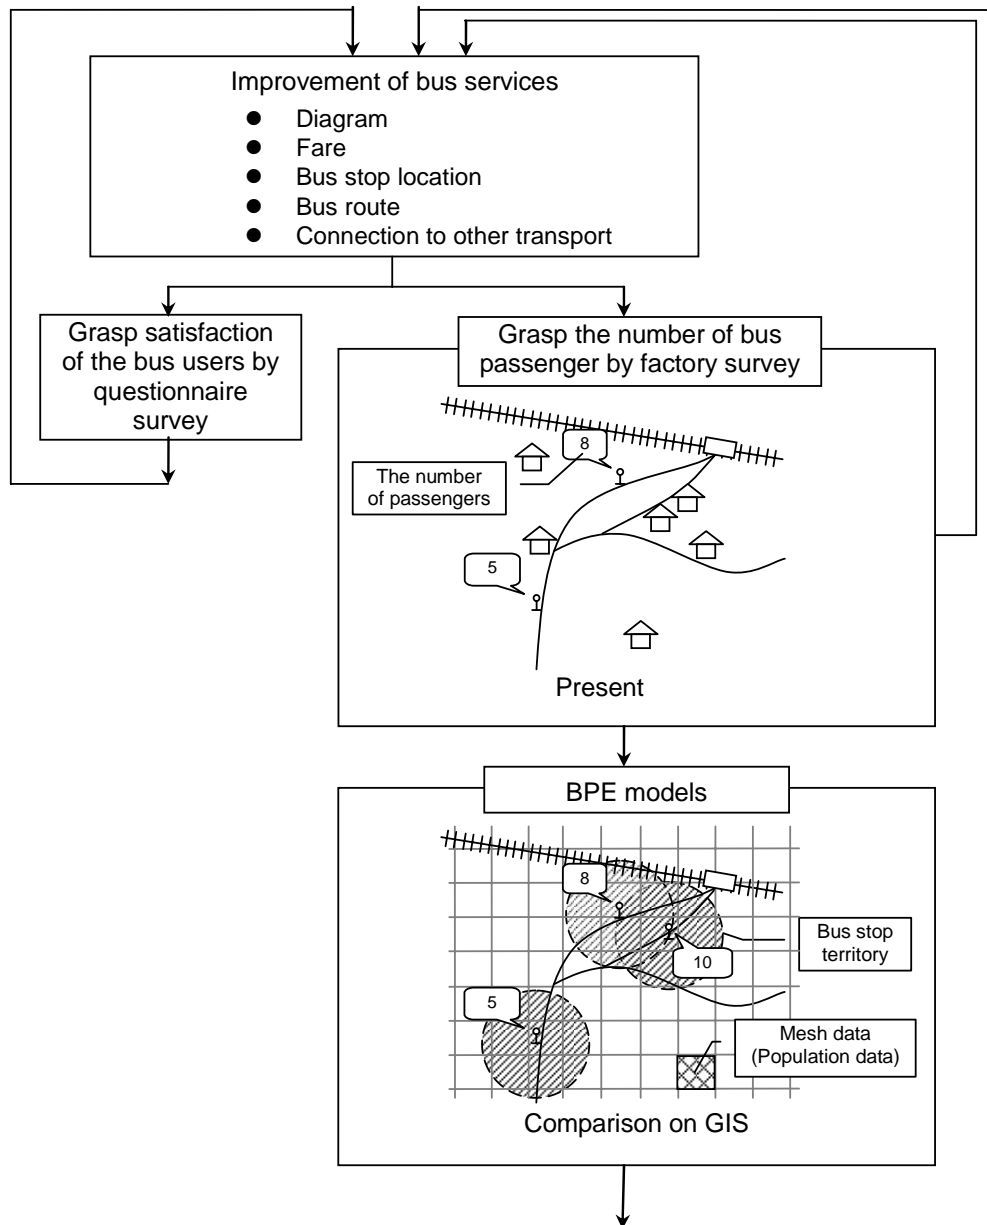 Improvement of bus services
● Diagram
● Fare
● Bus stop location
● Bus route
● Connection to other transport
Grasp satisfaction
of the bus users by
questionnaire
survey
Grasp the number of bus
passenger by factory survey
8
The number
of passengers
5
Present
BPE models
8
Bus stop
territory
10
5
Mesh data
(Population data)
Comparison on GIS